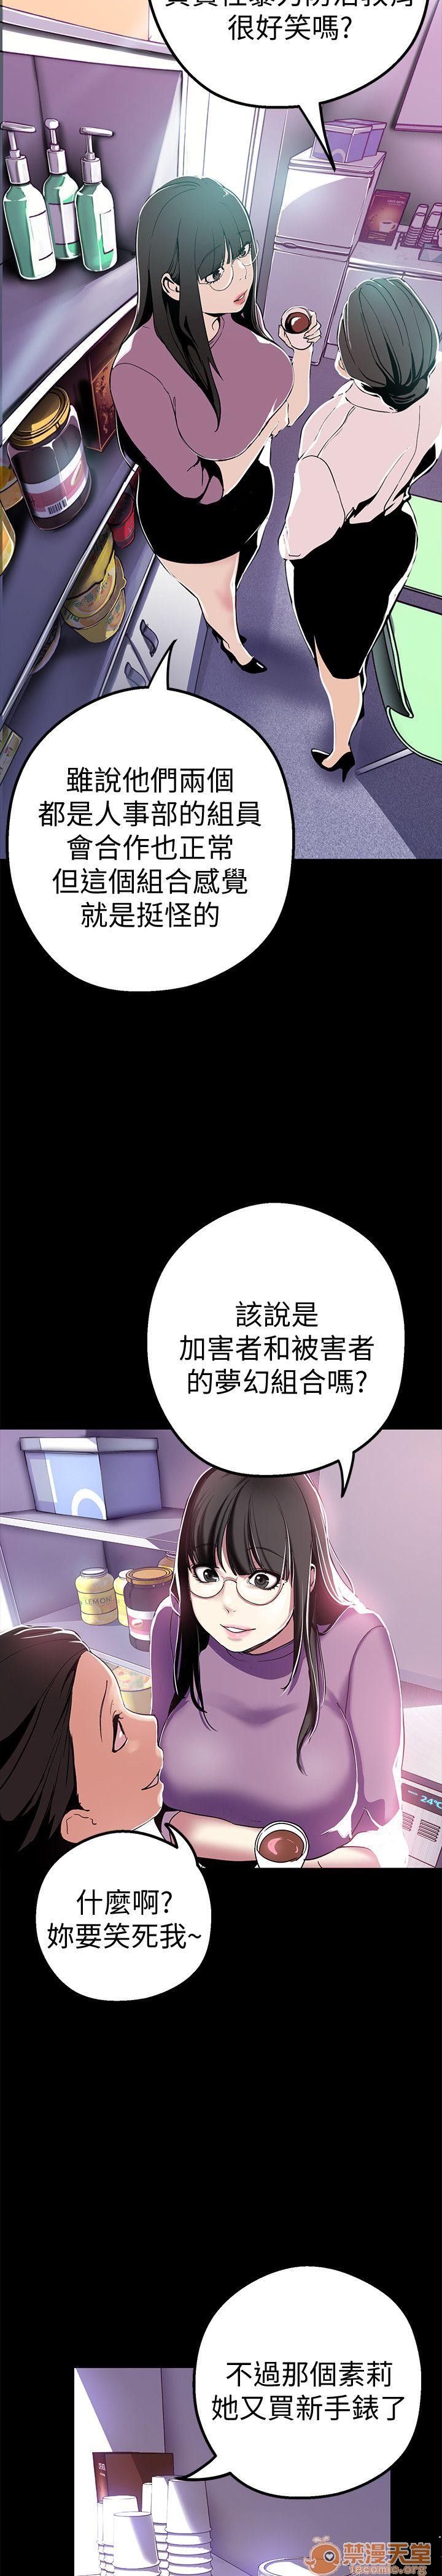 很好笑嗎?
雖說他們兩個
都是人事部的組員
會合作也正常
但這個組合感覺
就是挺怪的
該說是
加害者和被害者
的夢幻組合嗎?
LEMON
24°C
什麼啊?
妳要笑死我~
不過那個素莉
她又買新手錶了
禁漫天堂
fecomic.org